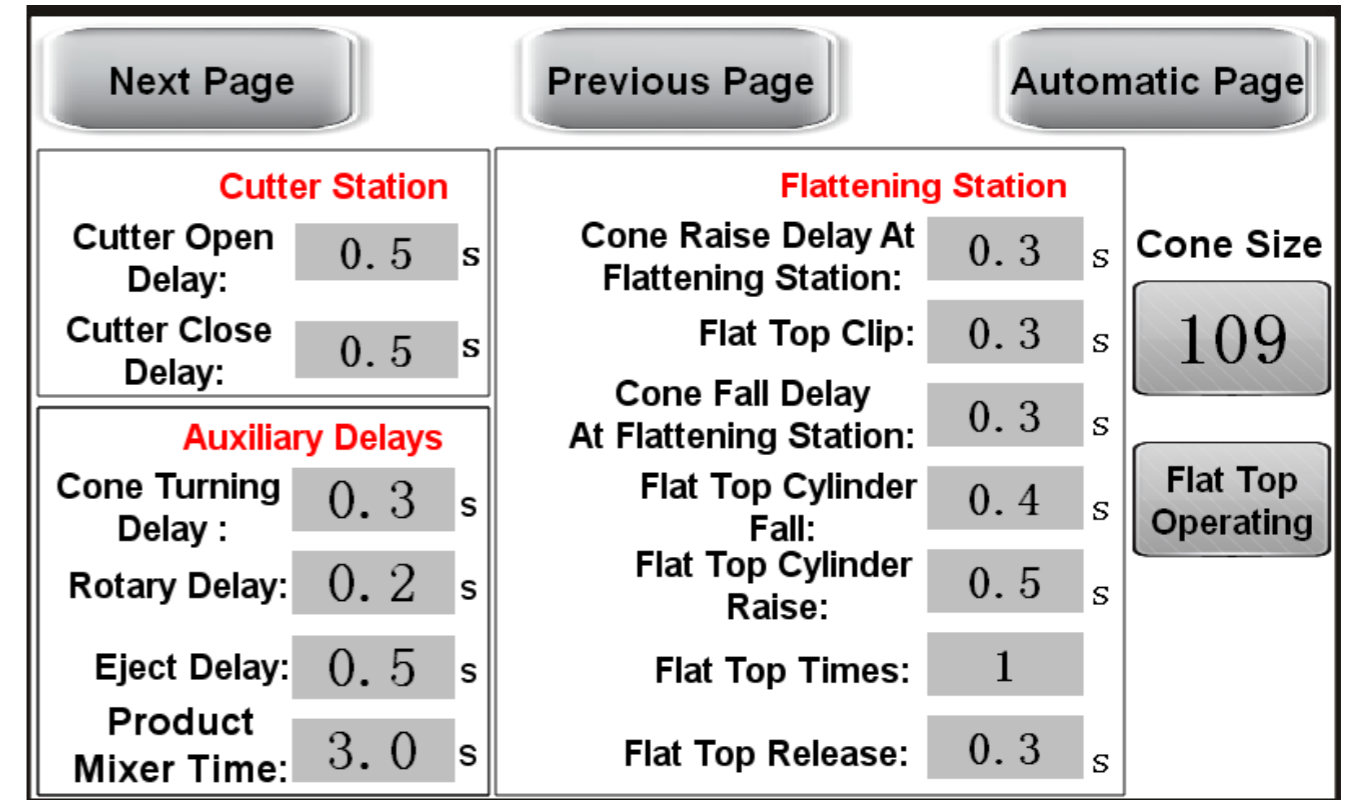 Next Page
Previous Page
Automatic Page
Cutter Station
Cutter Open
Delay:
0.5 s
Cutter Close
Delay:
0.5 s
Auxiliary Delays
Cone Turning
Delay :
0.3 s
Rotary Delay: 0.2 s
Eject Delay: 0.5 s
Product
Mixer Time:
3.0 s
Flattening Station
Cone Raise Delay At
Flattening Station:
0.3 s
Flat Top Clip: 0.3 s
Cone Fall Delay
At Flattening Station:
0.3 s
Flat Top Cylinder
Fall:
0.4 s
Flat Top Cylinder
Raise:
0.5 s
Flat Top Times: 1
Flat Top Release: 0.3 s
Cone Size
109
Flat Top
Operating